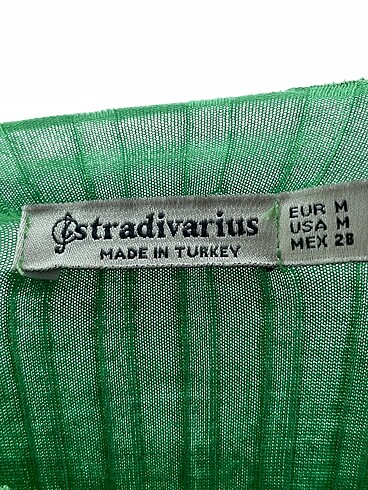 stradivarius
MADE IN TURKEY
EUR M
USA M
MEX 28